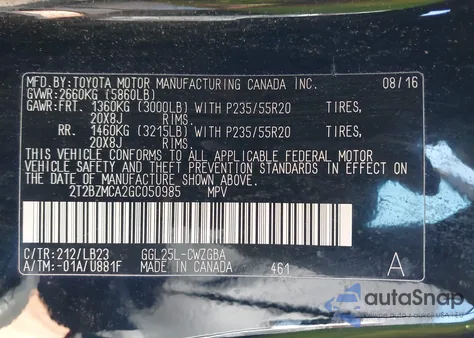 MFD.BY:TOYOTA MOTOR MANUFACTURING CANADA INC. 08/16
GVWR:2660KG (5860LB)
GAWR:FRT. 1360KG (3000LB) WITH P235/55R20 TIRES,
20X8J RIMS.
RR. 1460KG (3215LB) WITH P235/55R20 TIRES,
20X8J RIMS.
THIS VEHICLE CONFORMS TO ALL APPLICABLE FEDERAL MOTOR
VEHICLE SAFETY AND THEFT PREVENTION STANDARDS IN EFFECT
ON THE DATE OF MANUFACTURE SHOWN ABOVE.
2T2BZMCA2GC050985 MPV
C/TR:212/LB23 GGL25L-CWZGBA
A/TM:-01A/U881F MADE IN CANADA 461 A
autoSnap